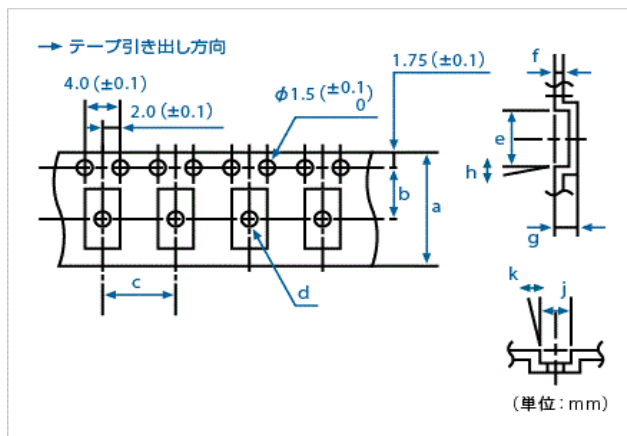 → テープ引き出し方向
4.0 (±0.1)
2.0 (±0.1)
φ1.5 (±0.1 0)
1.75 (±0.1)
b
a
c
d
f
e
h
g
k
j
(単位：mm)